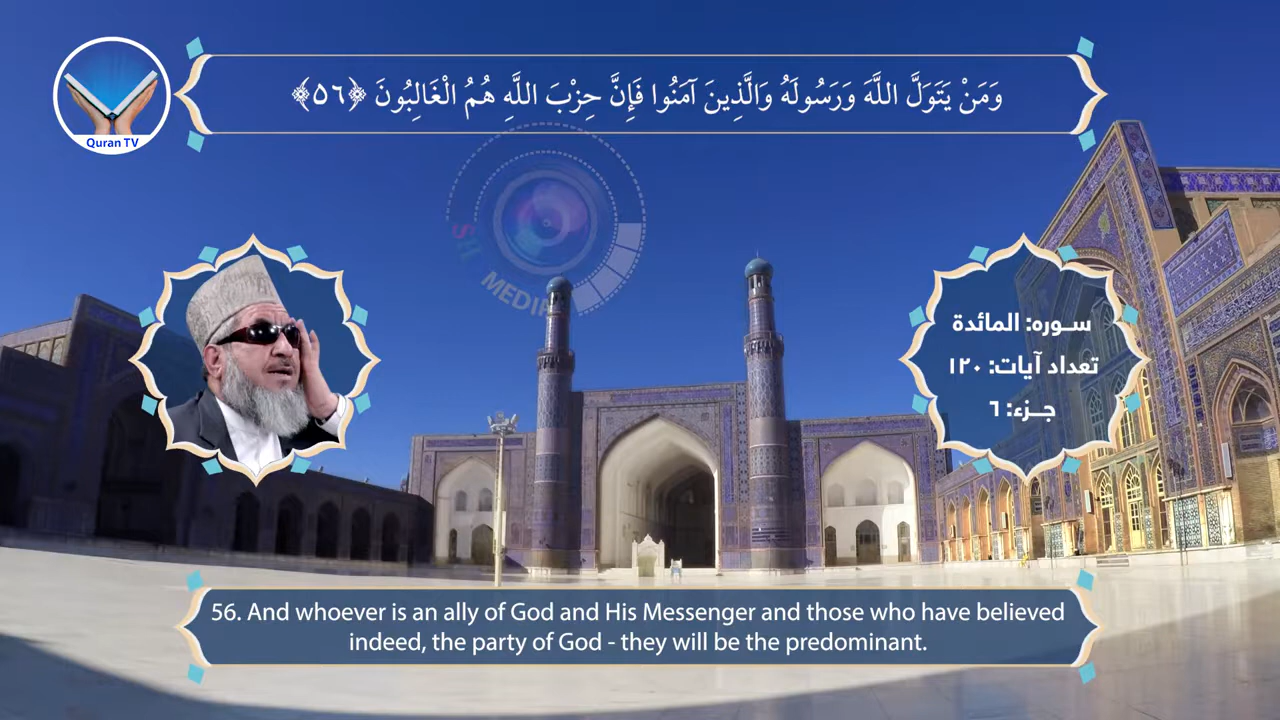 وَمَنْ يَتَوَلَّ اللَّهَ وَرَسُولَهُ وَالَّذِينَ آمَنُوا فَإِنَّ حِزْبَ اللَّهِ هُمُ الْغَالِبُونَ ﴿٥٦﴾
Quran TV
MEDIA
سوره: المائدة
تعداد آیات: ١٢٠
جزء: ٦
56. And whoever is an ally of God and His Messenger and those who have believed
indeed, the party of God - they will be the predominant.